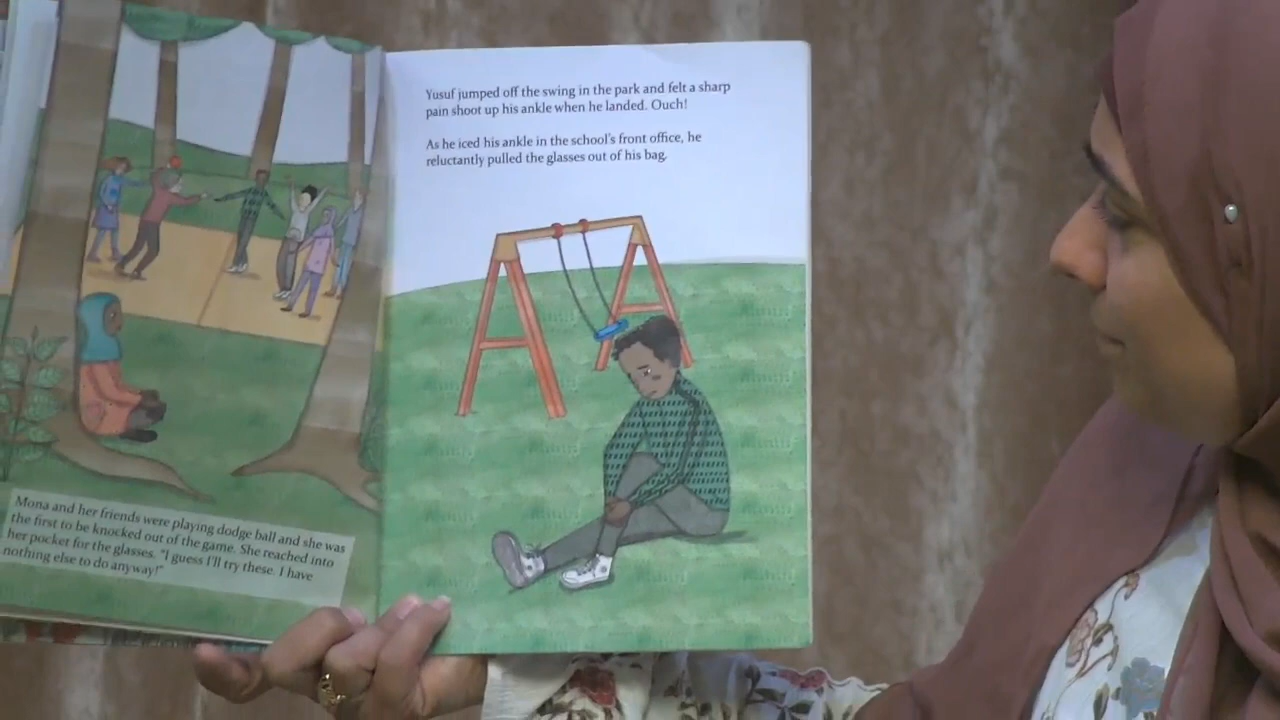 Mona and her friends were playing dodge ball and she was
the first to be knocked out of the game. She reached into
her pocket for the glasses. "I guess I'll try these. I have
nothing else to do anyway!"
Yusuf jumped off the swing in the park and felt a sharp
pain shoot up his ankle when he landed. Ouch!
As he iced his ankle in the school's front office, he
reluctantly pulled the glasses out of his bag.